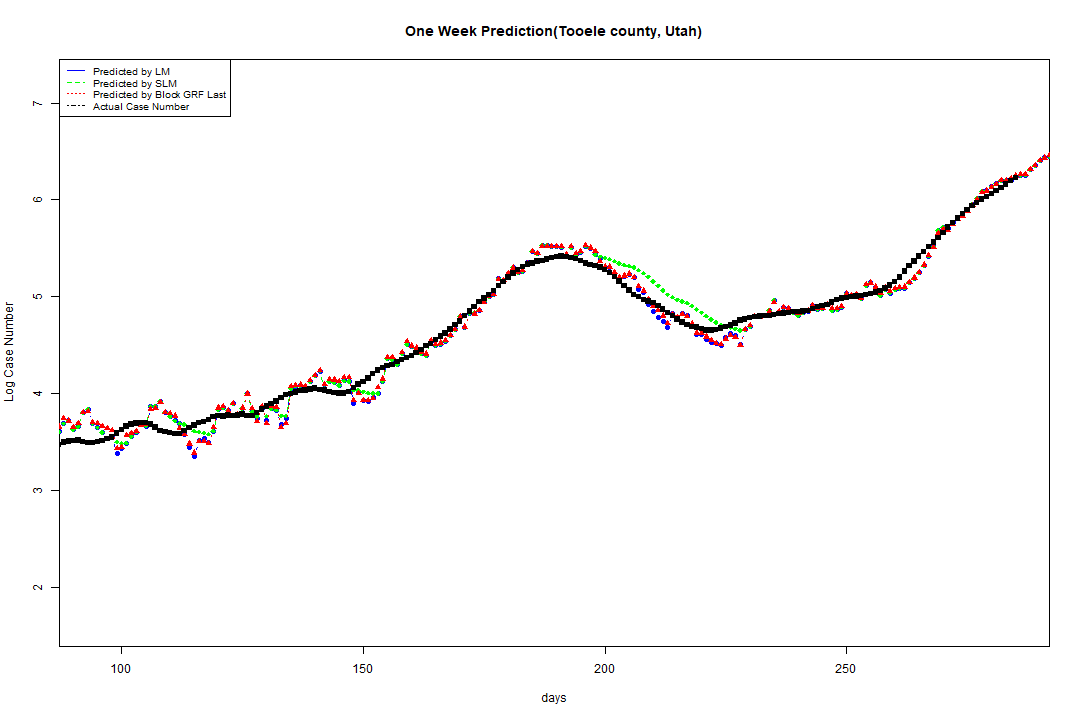 One Week Prediction(Tooele county, Utah)
Predicted by LM
Predicted by SLM
Predicted by Block GRF Last
Actual Case Number
7
6
5
4
3
2
Log Case Number
100 150 200 250
days